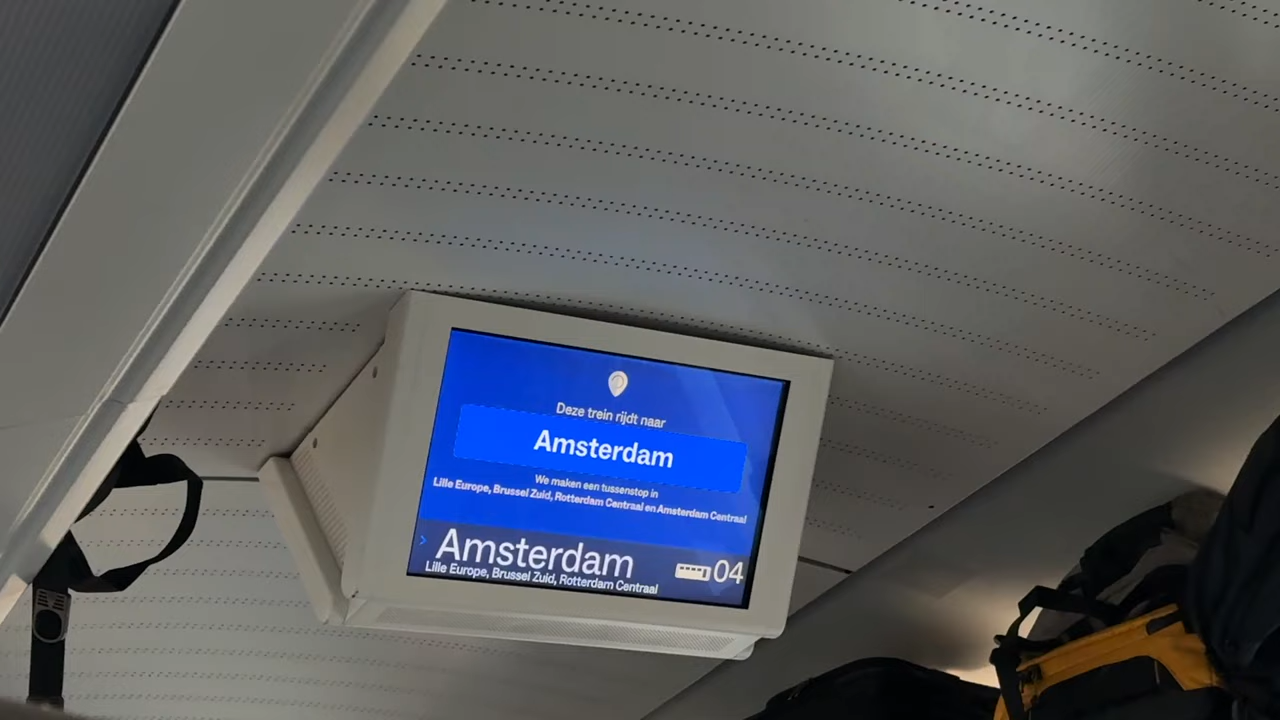 Deze trein rijdt naar
Amsterdam
We maken een tussenstop in
Lille Europe, Brussel Zuid, Rotterdam Centraal en Amsterdam Centraal
Amsterdam
Lille Europe, Brussel Zuid, Rotterdam Centraal
04